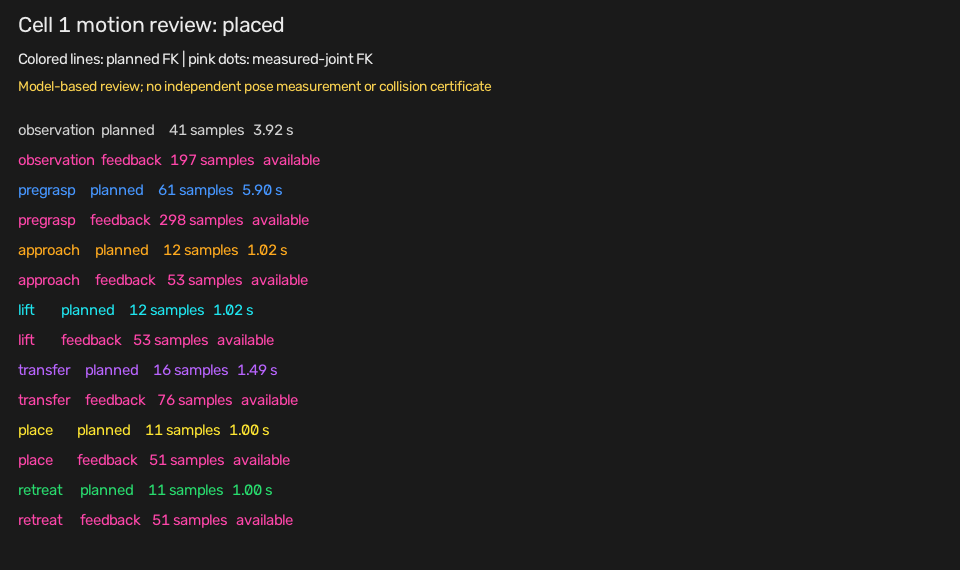 Cell 1 motion review: placed
Colored lines: planned FK | pink dots: measured-joint FK
Model-based review; no independent pose measurement or collision certificate
observation planned 41 samples 3.92 s
observation feedback 197 samples available
pregrasp planned 61 samples 5.90 s
pregrasp feedback 298 samples available
approach planned 12 samples 1.02 s
approach feedback 53 samples available
lift planned 12 samples 1.02 s
lift feedback 53 samples available
transfer planned 16 samples 1.49 s
transfer feedback 76 samples available
place planned 11 samples 1.00 s
place feedback 51 samples available
retreat planned 11 samples 1.00 s
retreat feedback 51 samples available